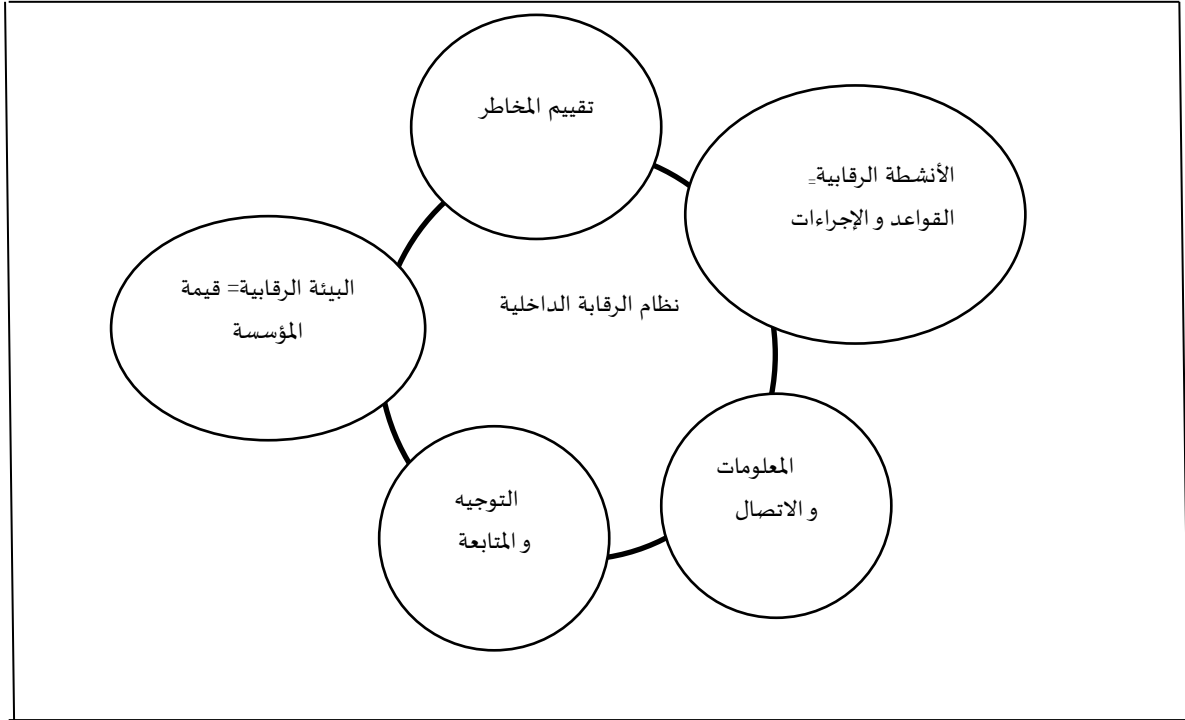 تقييم المخاطر
الأنشطة الرقابية=
القواعد و الإجراءات
البيئة الرقابية= قيمة
المؤسسة
نظام الرقابة الداخلية
المعلومات
و الاتصال
التوجيه
و المتابعة